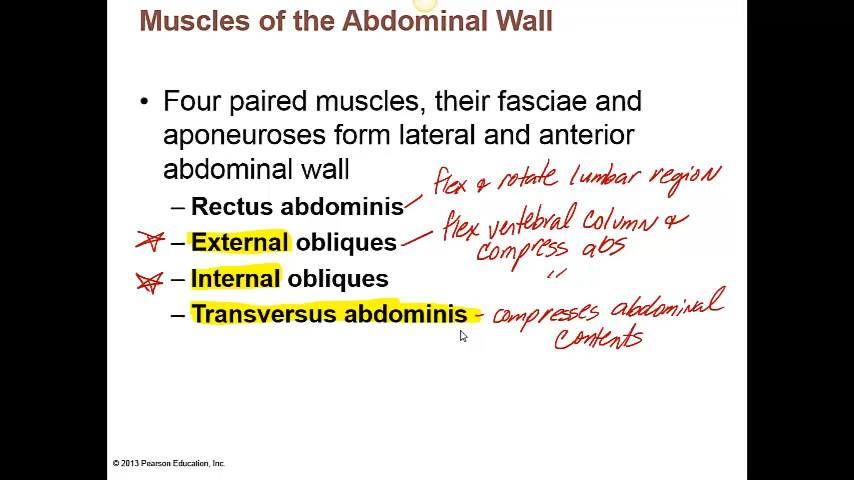 Muscles of the Abdominal Wall
• Four paired muscles, their fasciae and
aponeuroses form lateral and anterior
abdominal wall
– Rectus abdominis
flex & rotate lumbar region
– External obliques
flex vertebral column &
compress abs
– Internal obliques
"
– Transversus abdominis
- compresses abdominal
contents
© 2013 Pearson Education, Inc.